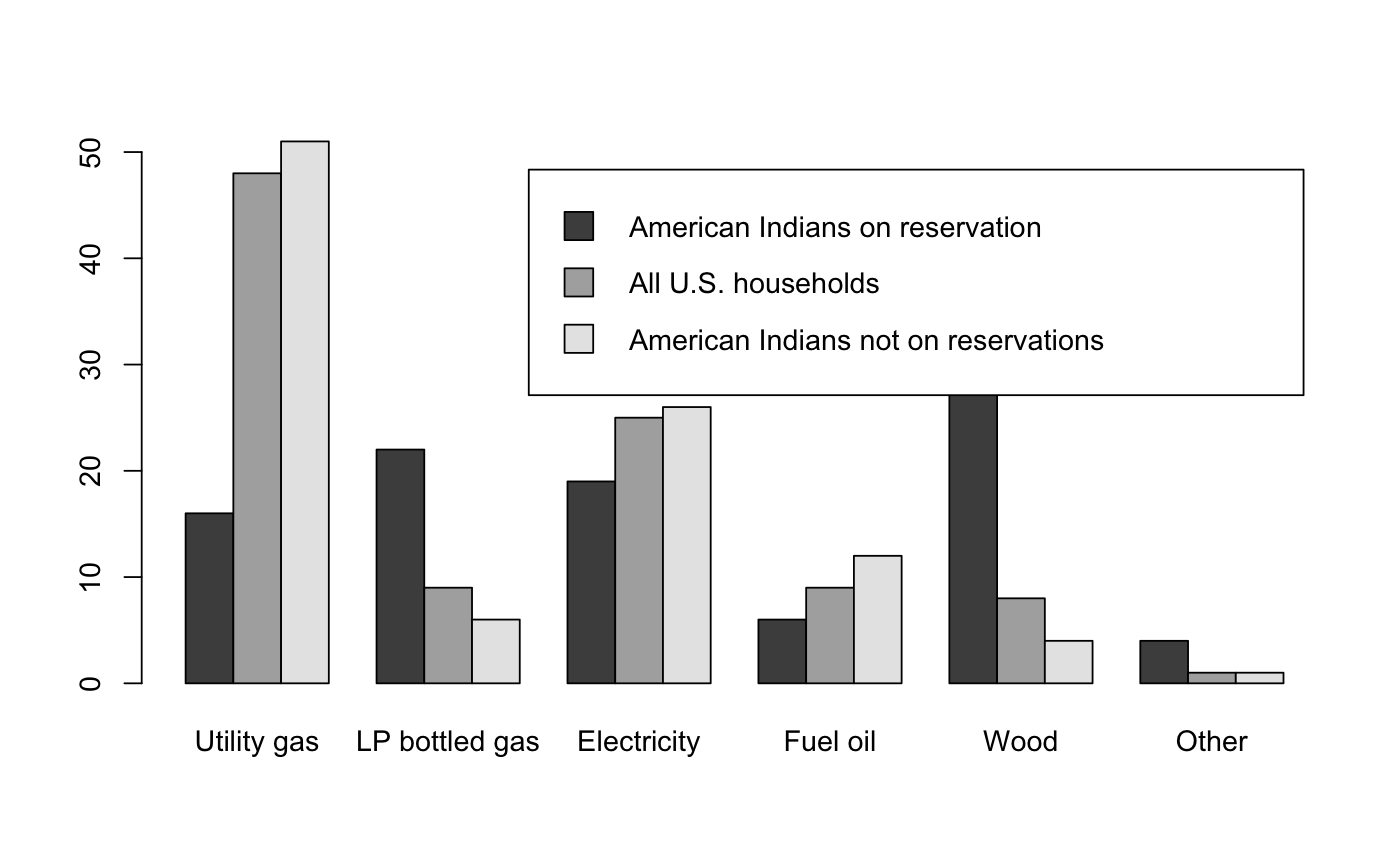 50
40
30
20
10
0
American Indians on reservation
All U.S. households
American Indians not on reservations
Utility gas LP bottled gas Electricity Fuel oil Wood Other